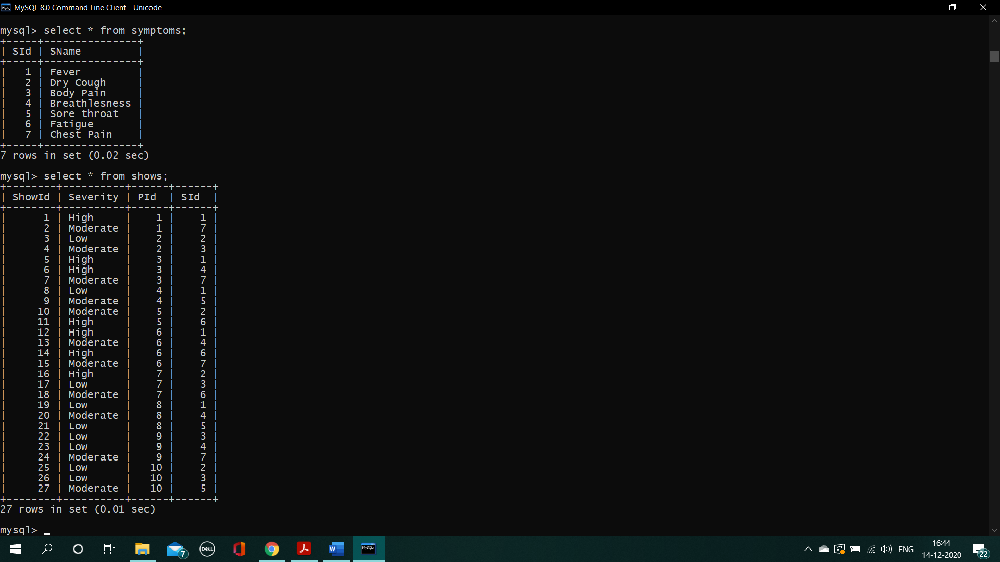 MySQL 8.0 Command Line Client - Unicode
mysql> select * from symptoms;
+-----+---------------+
| SId | SName         |
+-----+---------------+
|   1 | Fever         |
|   2 | Dry Cough     |
|   3 | Body Pain     |
|   4 | Breathlesness |
|   5 | Sore throat   |
|   6 | Fatigue       |
|   7 | Chest Pain    |
+-----+---------------+
7 rows in set (0.02 sec)
mysql> select * from shows;
+--------+----------+------+------+
| ShowId | Severity | PId  | SId  |
+--------+----------+------+------+
|      1 | High     |    1 |    1 |
|      2 | Moderate |    1 |    7 |
|      3 | Low      |    2 |    2 |
|      4 | Moderate |    2 |    3 |
|      5 | High     |    3 |    1 |
|      6 | High     |    3 |    4 |
|      7 | Moderate |    3 |    7 |
|      8 | Low      |    4 |    1 |
|      9 | Moderate |    4 |    5 |
|     10 | Moderate |    5 |    2 |
|     11 | High     |    5 |    6 |
|     12 | High     |    6 |    1 |
|     13 | Moderate |    6 |    4 |
|     14 | High     |    6 |    6 |
|     15 | Moderate |    6 |    7 |
|     16 | High     |    7 |    2 |
|     17 | Low      |    7 |    3 |
|     18 | Moderate |    7 |    6 |
|     19 | Low      |    8 |    1 |
|     20 | Moderate |    8 |    4 |
|     21 | Low      |    8 |    5 |
|     22 | Low      |    9 |    3 |
|     23 | Low      |    9 |    4 |
|     24 | Moderate |    9 |    7 |
|     25 | Low      |   10 |    2 |
|     26 | Low      |   10 |    3 |
|     27 | Moderate |   10 |    5 |
+--------+----------+------+------+
27 rows in set (0.01 sec)
mysql> _
7
DELL
W
MySQL
ENG
16:44
14-12-2020
22